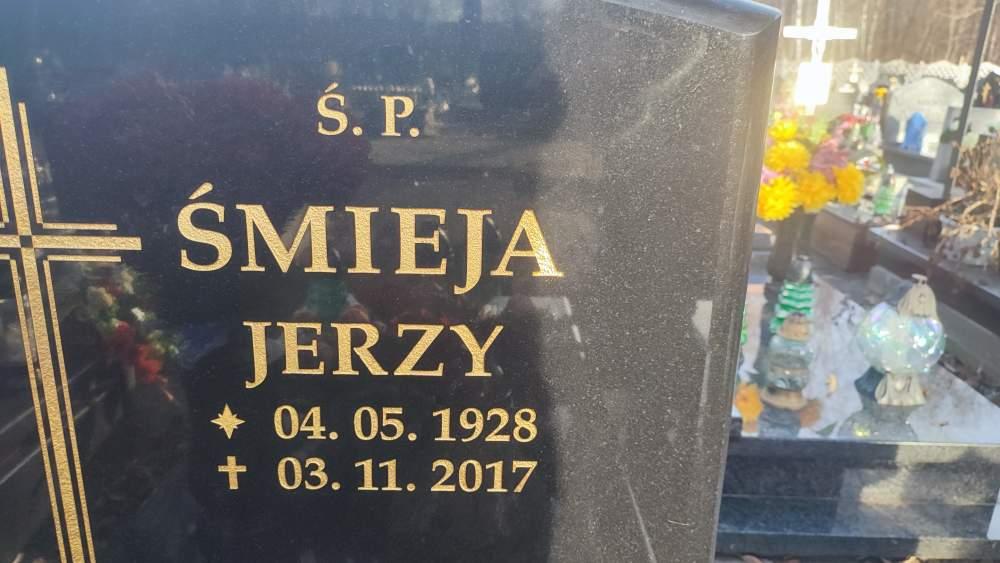 Ś. P.
ŚMIEJA
JERZY
04. 05. 1928
03. 11. 2017